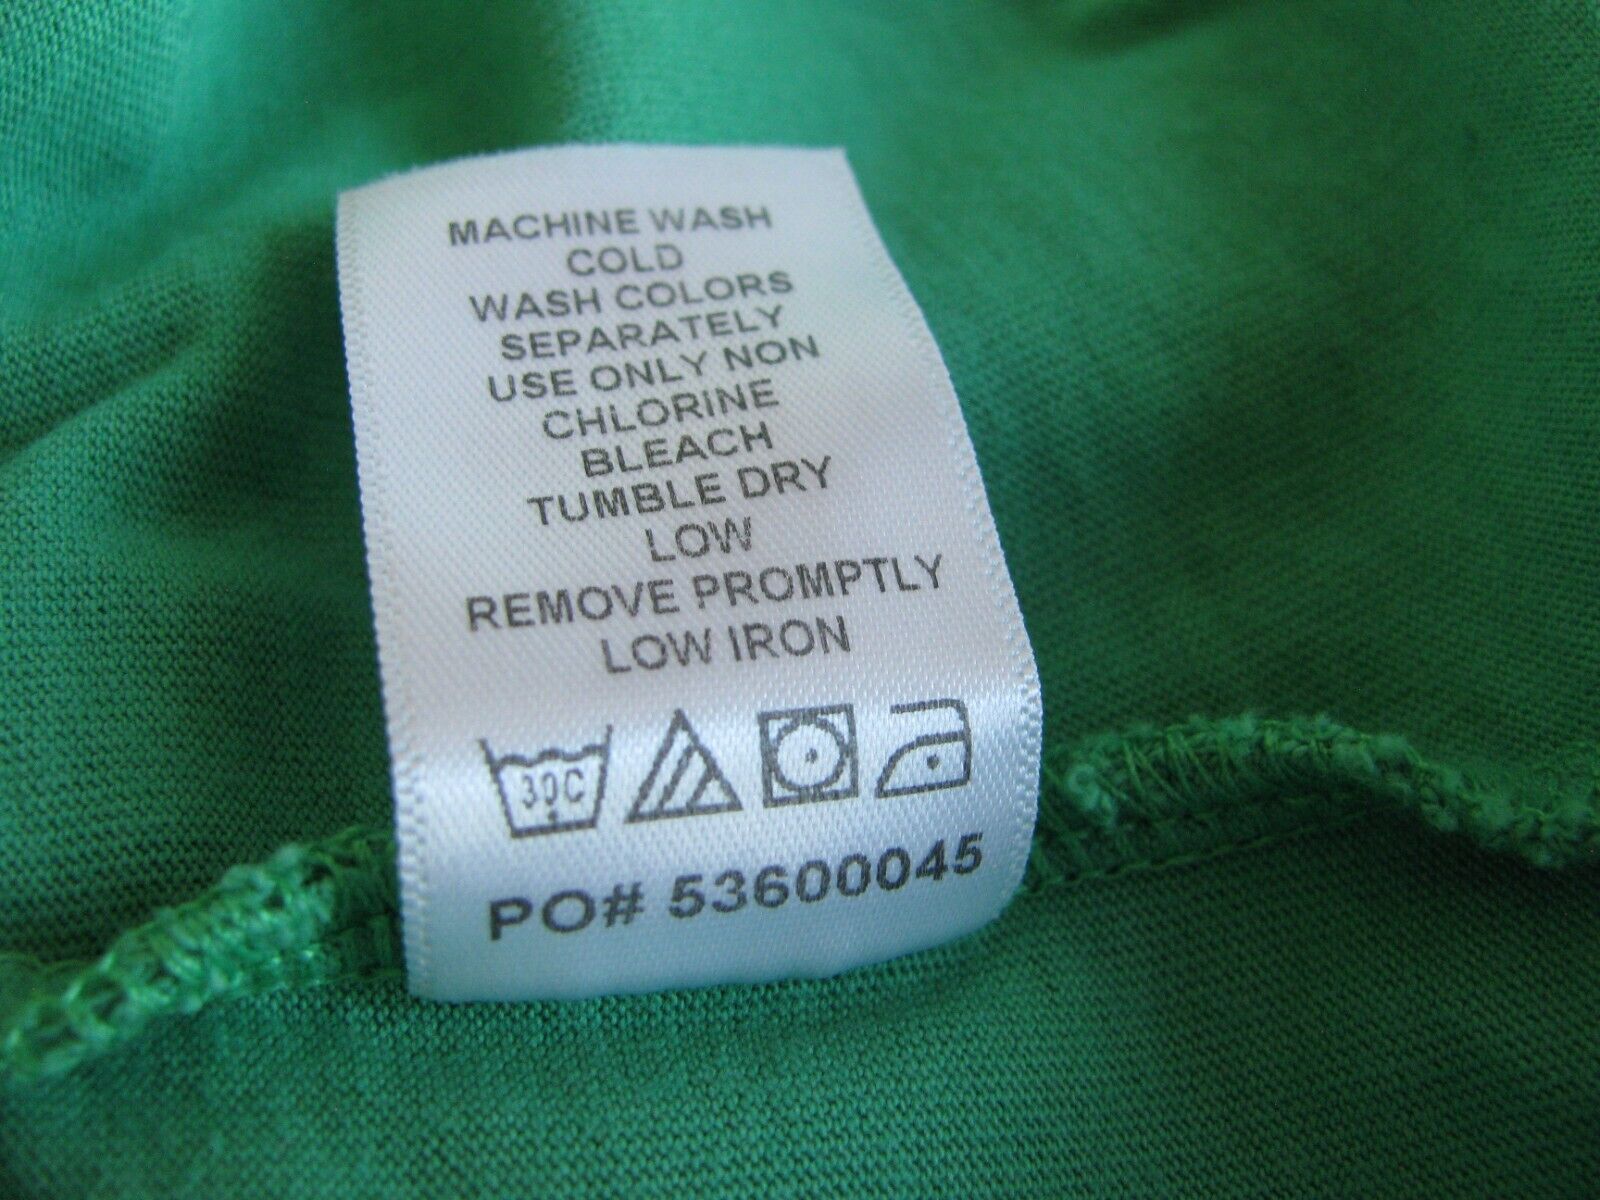 MACHINE WASH
COLD
WASH COLORS
SEPARATELY
USE ONLY NON
CHLORINE
BLEACH
TUMBLE DRY
LOW
REMOVE PROMPTLY
LOW IRON
30C
PO# 53600045